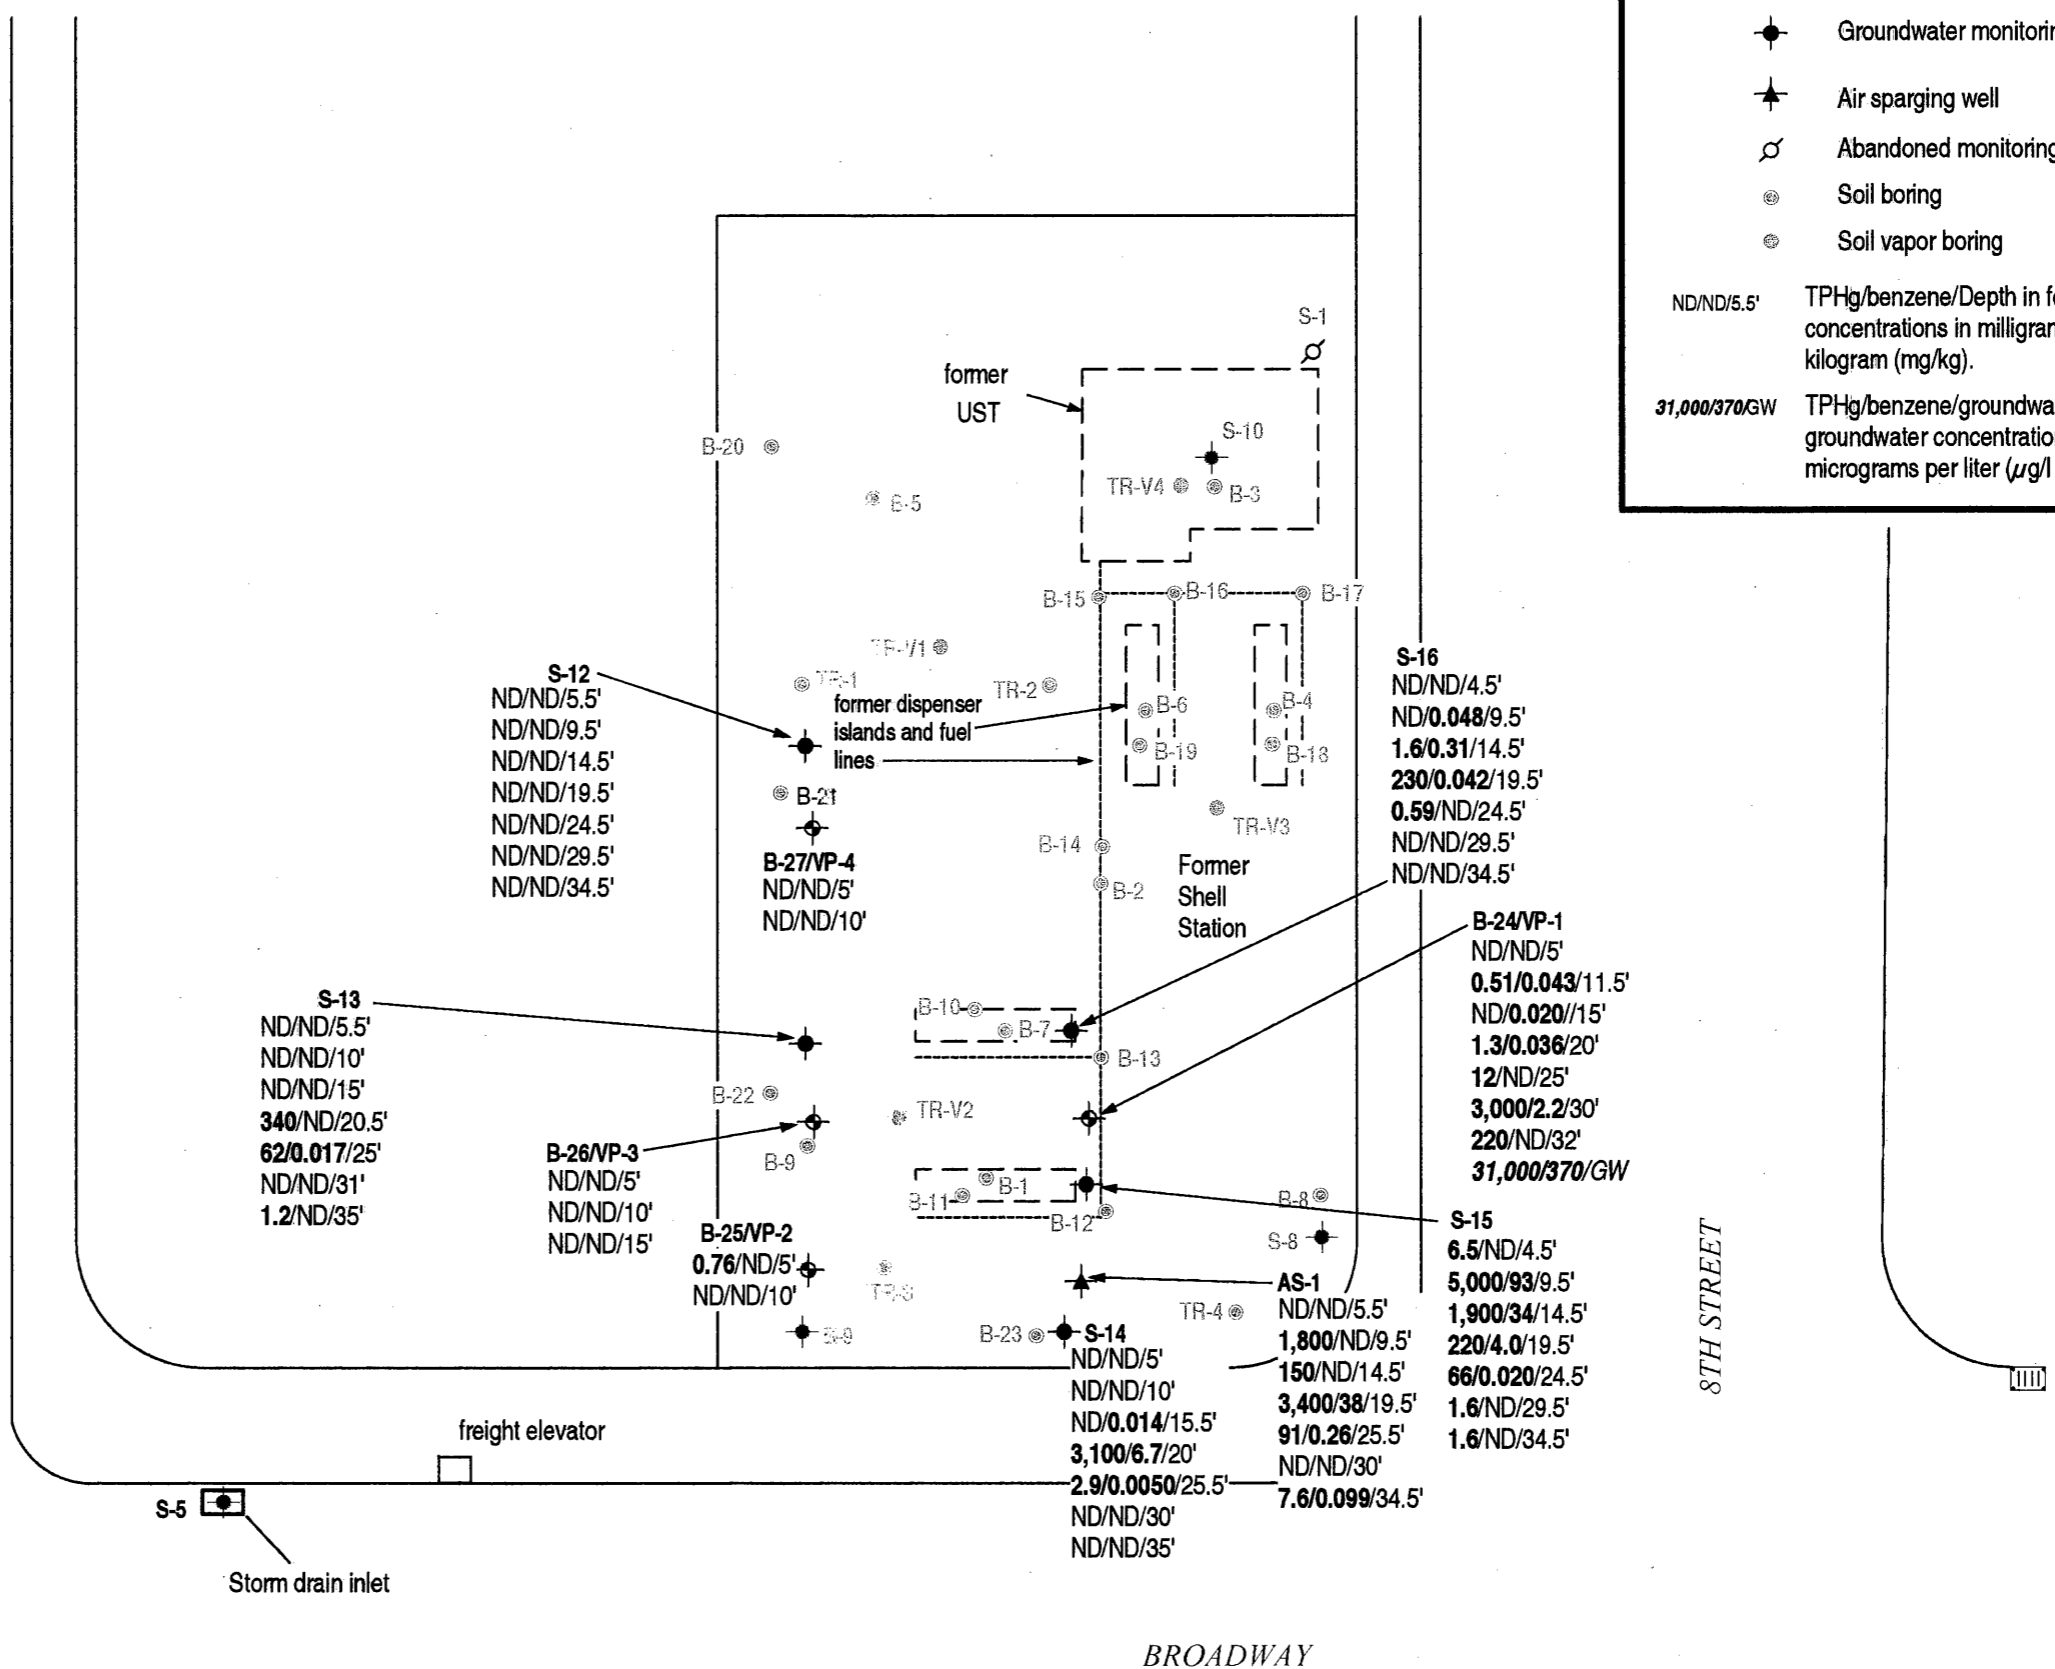 Groundwater monitorin
Air sparging well
Abandoned monitoring
Soil boring
Soil vapor boring
ND/ND/5.5' TPHg/benzene/Depth in fe
concentrations in milligran
kilogram (mg/kg).
31,000/370/GW TPHg/benzene/groundwa
groundwater concentration
micrograms per liter (µg/l
S-1
former
UST
S-10
B-20
TR-V4
B-3
B-5
B-15
B-16
B-17
TR-V1
TR-1
TR-2
former dispenser
islands and fuel
lines
B-6
B-4
B-19
B-18
S-12
ND/ND/5.5'
ND/ND/9.5'
ND/ND/14.5'
ND/ND/19.5'
ND/ND/24.5'
ND/ND/29.5'
ND/ND/34.5'
S-16
ND/ND/4.5'
ND/0.048/9.5'
1.6/0.31/14.5'
230/0.042/19.5'
0.59/ND/24.5'
ND/ND/29.5'
ND/ND/34.5'
B-21
TR-V3
B-14
B-27/VP-4
ND/ND/5'
ND/ND/10'
B-2
Former
Shell
Station
B-24/VP-1
ND/ND/5'
0.51/0.043/11.5'
ND/0.020//15'
1.3/0.036/20'
12/ND/25'
3,000/2.2/30'
220/ND/32'
31,000/370/GW
S-13
ND/ND/5.5'
ND/ND/10'
ND/ND/15'
340/ND/20.5'
62/0.017/25'
ND/ND/31'
1.2/ND/35'
B-10
B-7
B-13
B-22
TR-V2
B-9
B-26/VP-3
ND/ND/5'
ND/ND/10'
ND/ND/15'
B-1
B-11
B-12
B-8
S-8
B-25/VP-2
0.76/ND/5'
ND/ND/10'
TR-3
TR-4
S-9
B-23
S-14
ND/ND/5'
ND/ND/10'
ND/0.014/15.5'
3,100/6.7/20'
2.9/0.0050/25.5'
ND/ND/30'
ND/ND/35'
AS-1
ND/ND/5.5'
1,800/ND/9.5'
150/ND/14.5'
3,400/38/19.5'
91/0.26/25.5'
ND/ND/30'
7.6/0.099/34.5'
S-15
6.5/ND/4.5'
5,000/93/9.5'
1,900/34/14.5'
220/4.0/19.5'
66/0.020/24.5'
1.6/ND/29.5'
1.6/ND/34.5'
8TH STREET
freight elevator
S-5
Storm drain inlet
BROADWAY